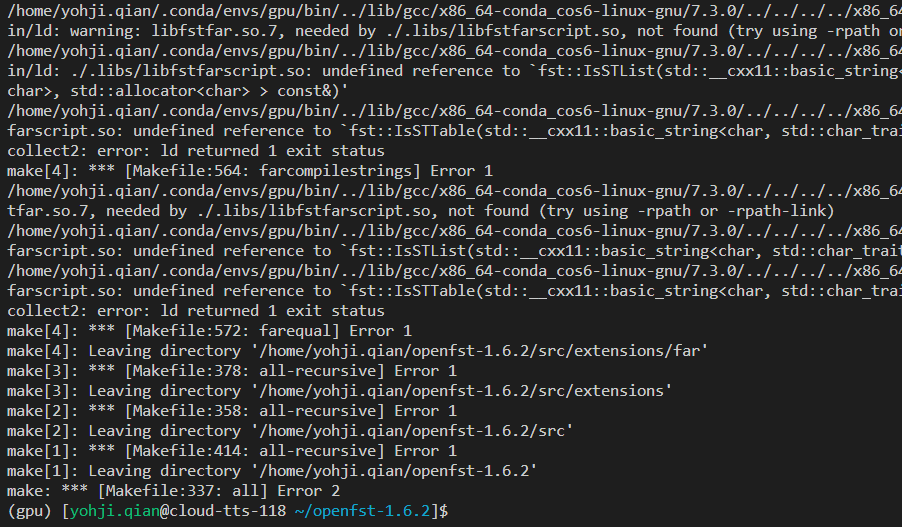 /home/yohji.qian/.conda/envs/gpu/bin/../lib/gcc/x86_64-conda_cos6-linux-gnu/7.3.0/../../../../x86_64
in/ld: warning: libfstfar.so.7, needed by ./.libs/libfstfarscript.so, not found (try using -rpath or
/home/yohji.qian/.conda/envs/gpu/bin/../lib/gcc/x86_64-conda_cos6-linux-gnu/7.3.0/../../../../x86_64
in/ld: ./.libs/libfstfarscript.so: undefined reference to `fst::IsSTList(std::__cxx11::basic_string<
char>, std::allocator<char> > const&)'
/home/yohji.qian/.conda/envs/gpu/bin/../lib/gcc/x86_64-conda_cos6-linux-gnu/7.3.0/../../../../x86_64
farscript.so: undefined reference to `fst::IsSTTable(std::__cxx11::basic_string<char, std::char_trai
collect2: error: ld returned 1 exit status
make[4]: *** [Makefile:564: farcompilestrings] Error 1
/home/yohji.qian/.conda/envs/gpu/bin/../lib/gcc/x86_64-conda_cos6-linux-gnu/7.3.0/../../../../x86_64
tfar.so.7, needed by ./.libs/libfstfarscript.so, not found (try using -rpath or -rpath-link)
/home/yohji.qian/.conda/envs/gpu/bin/../lib/gcc/x86_64-conda_cos6-linux-gnu/7.3.0/../../../../x86_64
farscript.so: undefined reference to `fst::IsSTList(std::__cxx11::basic_string<char, std::char_trait
/home/yohji.qian/.conda/envs/gpu/bin/../lib/gcc/x86_64-conda_cos6-linux-gnu/7.3.0/../../../../x86_64
farscript.so: undefined reference to `fst::IsSTTable(std::__cxx11::basic_string<char, std::char_trai
collect2: error: ld returned 1 exit status
make[4]: *** [Makefile:572: farequal] Error 1
make[4]: Leaving directory '/home/yohji.qian/openfst-1.6.2/src/extensions/far'
make[3]: *** [Makefile:378: all-recursive] Error 1
make[3]: Leaving directory '/home/yohji.qian/openfst-1.6.2/src/extensions'
make[2]: *** [Makefile:358: all-recursive] Error 1
make[2]: Leaving directory '/home/yohji.qian/openfst-1.6.2/src'
make[1]: *** [Makefile:414: all-recursive] Error 1
make[1]: Leaving directory '/home/yohji.qian/openfst-1.6.2'
make: *** [Makefile:337: all] Error 2
(gpu) [yohji.qian@cloud-tts-118 ~/openfst-1.6.2]$